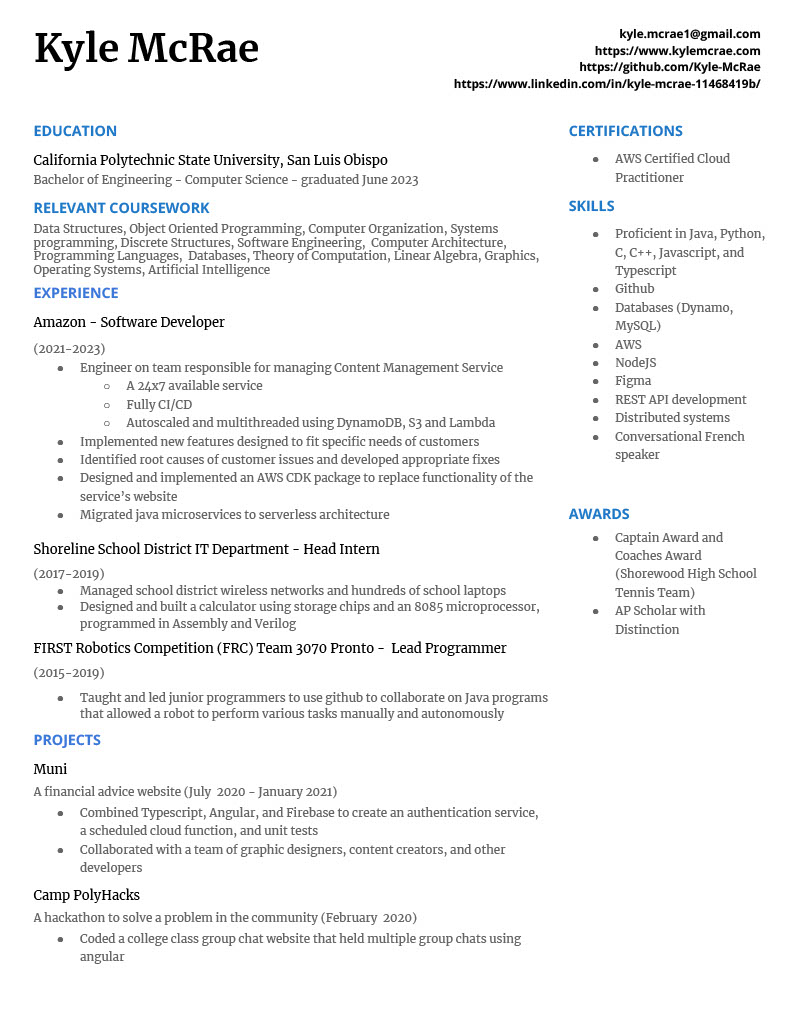 Kyle McRae
kyle.mcrae1@gmail.com
https://www.kylemcrae.com
https://github.com/Kyle-McRae
https://www.linkedin.com/in/kyle-mcrae-11468419b/
EDUCATION
California Polytechnic State University, San Luis Obispo
Bachelor of Engineering - Computer Science - graduated June 2023
RELEVANT COURSEWORK
Data Structures, Object Oriented Programming, Computer Organization, Systems
programming, Discrete Structures, Software Engineering, Computer Architecture,
Programming Languages, Databases, Theory of Computation, Linear Algebra, Graphics,
Operating Systems, Artificial Intelligence
EXPERIENCE
Amazon - Software Developer
(2021-2023)
● Engineer on team responsible for managing Content Management Service
○ A 24x7 available service
○ Fully CI/CD
○ Autoscaled and multithreaded using DynamoDB, S3 and Lambda
● Implemented new features designed to fit specific needs of customers
● Identified root causes of customer issues and developed appropriate fixes
● Designed and implemented an AWS CDK package to replace functionality of the
service’s website
● Migrated java microservices to serverless architecture
Shoreline School District IT Department - Head Intern
(2017-2019)
● Managed school district wireless networks and hundreds of school laptops
● Designed and built a calculator using storage chips and an 8085 microprocessor,
programmed in Assembly and Verilog
FIRST Robotics Competition (FRC) Team 3070 Pronto - Lead Programmer
(2015-2019)
● Taught and led junior programmers to use github to collaborate on Java programs
that allowed a robot to perform various tasks manually and autonomously
PROJECTS
Muni
A financial advice website (July 2020 - January 2021)
● Combined Typescript, Angular, and Firebase to create an authentication service,
a scheduled cloud function, and unit tests
● Collaborated with a team of graphic designers, content creators, and other
developers
Camp PolyHacks
A hackathon to solve a problem in the community (February 2020)
● Coded a college class group chat website that held multiple group chats using
angular
CERTIFICATIONS
● AWS Certified Cloud
Practitioner
SKILLS
● Proficient in Java, Python,
C, C++, Javascript, and
Typescript
● Github
● Databases (Dynamo,
MySQL)
● AWS
● NodeJS
● Figma
● REST API development
● Distributed systems
● Conversational French
speaker
AWARDS
● Captain Award and
Coaches Award
(Shorewood High School
Tennis Team)
● AP Scholar with
Distinction